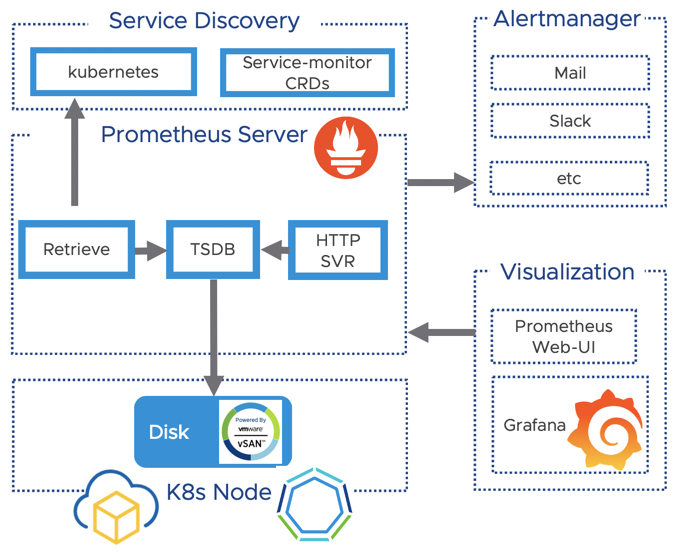 Service Discovery
kubernetes
Service-monitor
CRDs
Alertmanager
Mail
Slack
etc
Prometheus Server
Retrieve
TSDB
HTTP
SVR
Visualization
Prometheus
Web-UI
Grafana
Disk
Powered By
vmware
vSAN™
K8s Node